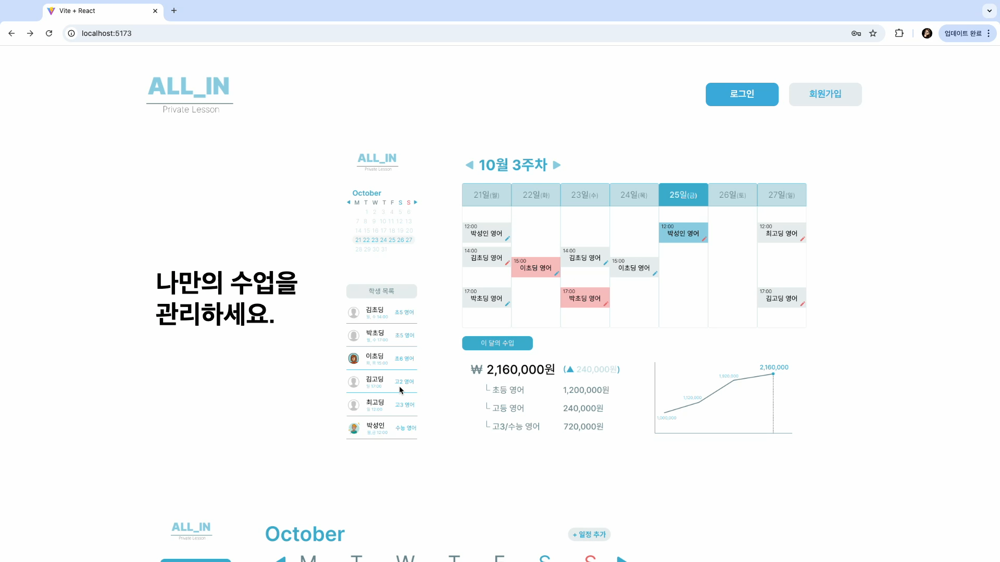 Vite + React
localhost:5173
업데이트 완료
ALL_IN
Private Lesson
로그인
회원가입
나만의 수업을
관리하세요.
ALL_IN
Private Lesson
October
M T W T F S S
1 2 3 4 5 6
7 8 9 10 11 12 13
14 15 16 17 18 19 20
21 22 23 24 25 26 27
28 29 30 31
학생 목록
김초딩 초5 영어
월, 수 14:00
박초딩 초5 영어
월, 수 17:00
이초딩 초6 영어
화, 목 15:00
김고딩 고2 영어
일 17:00
최고딩 고3 영어
일 12:00
박성인 수능 영어
월,금 12:00
10월 3주차
21일(월) 22일(화) 23일(수) 24일(목) 25일(금) 26일(토) 27일(일)
12:00 12:00 12:00
박성인 영어 박성인 영어 최고딩 영어
14:00 14:00
김초딩 영어 김초딩 영어
15:00 15:00
이초딩 영어 이초딩 영어
17:00 17:00 17:00
박초딩 영어 박초딩 영어 김고딩 영어
이 달의 수입
₩ 2,160,000원 (▲ 240,000원)
└ 초등 영어 1,200,000원
└ 고등 영어 240,000원
└ 고3/수능 영어 720,000원
2,160,000
1,920,000
1,120,000
1,000,000
ALL_IN
Private Lesson
October
+ 일정 추가
M T W T F S S